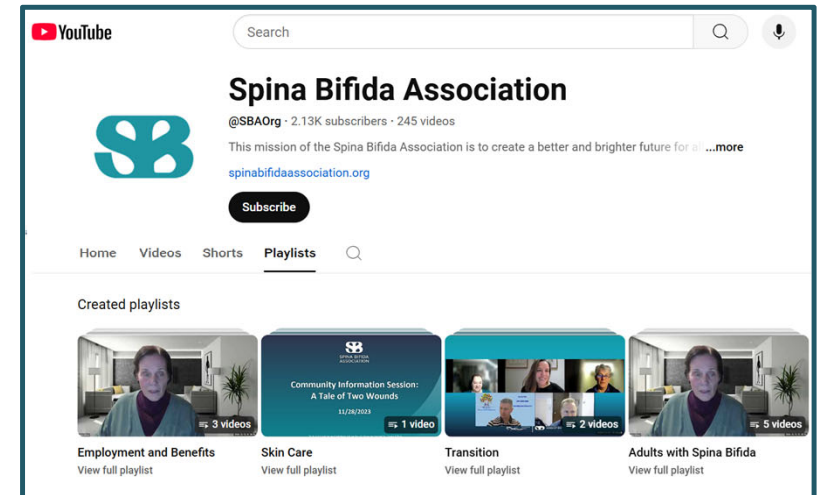 YouTube
Search
Spina Bifida Association
@SBAOrg · 2.13K subscribers · 245 videos
This mission of the Spina Bifida Association is to create a better and brighter future for al ...more
spinabifidaassociation.org
Subscribe
Home Videos Shorts Playlists
Created playlists
SB
SPINA BIFIDA
ASSOCIATION
Community Information Session:
A Tale of Two Wounds
11/28/2023
3 videos
1 video
2 videos
5 videos
Employment and Benefits
View full playlist
Skin Care
View full playlist
Transition
View full playlist
Adults with Spina Bifida
View full playlist